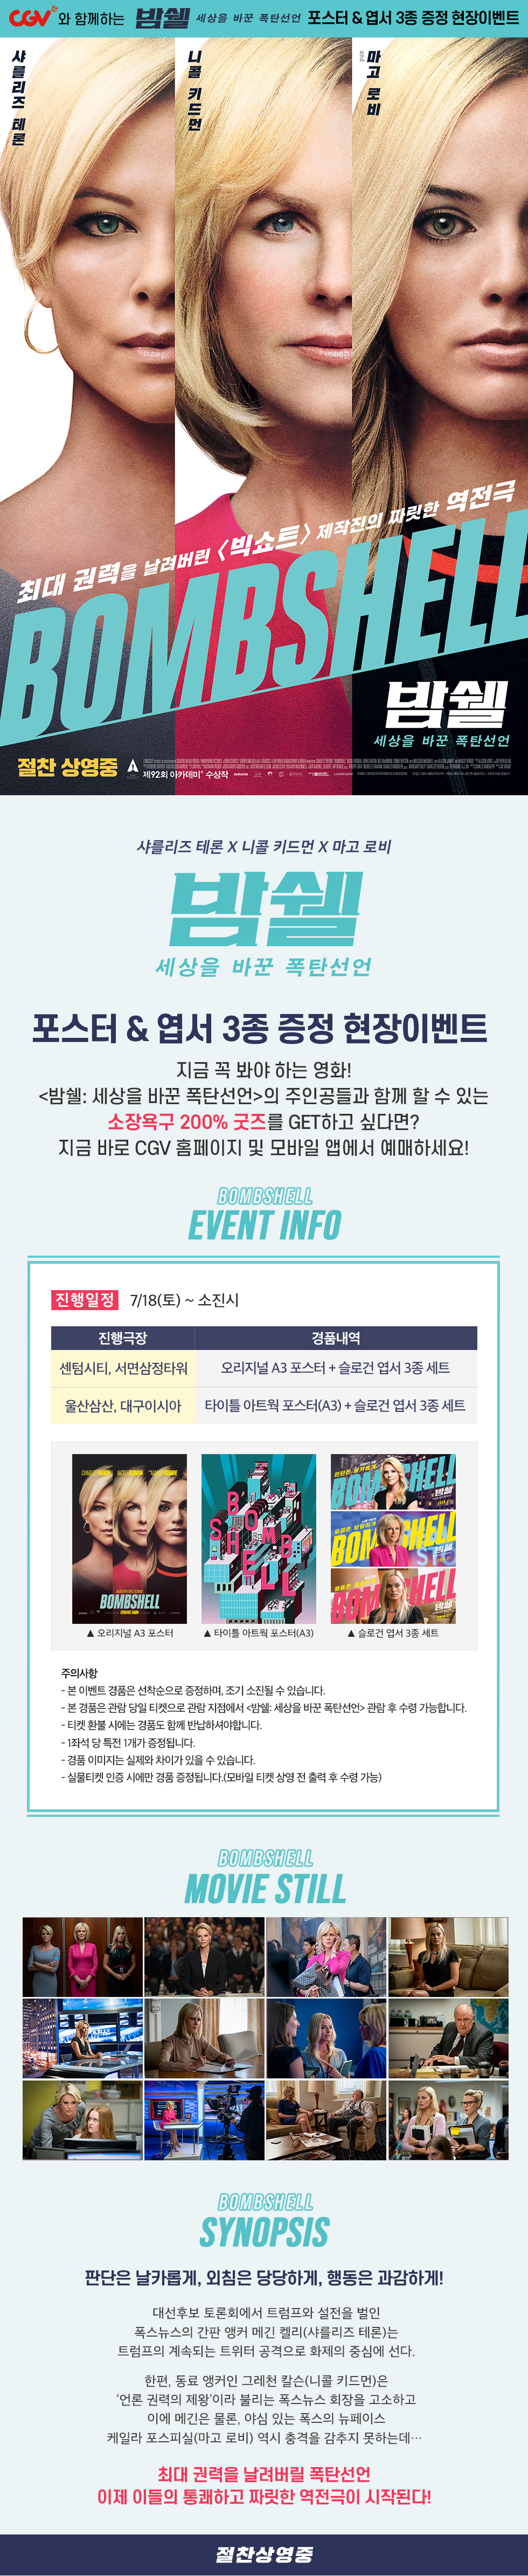 CGV 와 함께하는 밤쉘 세상을 바꾼 폭탄선언 포스터 & 엽서 3종 증정 현장이벤트
샤를리즈 테론
니콜 키드먼
마고 로비
최대 권력을 날려버린 <빅쇼트> 제작진의 짜릿한 역전극
BOMBSHELL
밤쉘
세상을 바꾼 폭탄선언
절찬 상영중
제92회 아카데미 수상작
샤를리즈 테론 X 니콜 키드먼 X 마고 로비
밤쉘
세상을 바꾼 폭탄선언
포스터 & 엽서 3종 증정 현장이벤트
지금 꼭 봐야 하는 영화!
<밤쉘: 세상을 바꾼 폭탄선언>의 주인공들과 함께 할 수 있는
소장욕구 200% 굿즈를 GET하고 싶다면?
지금 바로 CGV 홈페이지 및 모바일 앱에서 예매하세요!
BOMBSHELL
EVENT INFO
진행일정 7/18(토) ~ 소진시
진행극장 경품내역
센텀시티, 서면삼정타워 오리지널 A3 포스터 + 슬로건 엽서 3종 세트
울산삼산, 대구이시아 타이틀 아트웍 포스터(A3) + 슬로건 엽서 3종 세트
BOMBSHELL
COMING SOON
BOMBSHELL
BOMBSHELL
BOMBSHELL
BOMBSHELL
▲ 오리지널 A3 포스터 ▲ 타이틀 아트웍 포스터(A3) ▲ 슬로건 엽서 3종 세트
주의사항
- 본 이벤트 경품은 선착순으로 증정하며, 조기 소진될 수 있습니다.
- 본 경품은 관람 당일 티켓으로 관람 지점에서 <밤쉘: 세상을 바꾼 폭탄선언> 관람 후 수령 가능합니다.
- 티켓 환불 시에는 경품도 함께 반납하셔야합니다.
- 1좌석 당 특전 1개가 증정됩니다.
- 경품 이미지는 실제와 차이가 있을 수 있습니다.
- 실물티켓 인증 시에만 경품 증정됩니다.(모바일 티켓 상영 전 출력 후 수령 가능)
BOMBSHELL
MOVIE STILL
BOMBSHELL
SYNOPSIS
판단은 날카롭게, 외침은 당당하게, 행동은 과감하게!
대선후보 토론회에서 트럼프와 설전을 벌인
폭스뉴스의 간판 앵커 메긴 켈리(샤를리즈 테론)는
트럼프의 계속되는 트위터 공격으로 화제의 중심에 선다.
한편, 동료 앵커인 그레천 칼슨(니콜 키드먼)은
‘언론 권력의 제왕’이라 불리는 폭스뉴스 회장을 고소하고
이에 메긴은 물론, 야심 있는 폭스의 뉴페이스
케일라 포스피실(마고 로비) 역시 충격을 감추지 못하는데…
최대 권력을 날려버릴 폭탄선언
이제 이들의 통쾌하고 짜릿한 역전극이 시작된다!
절찬상영중